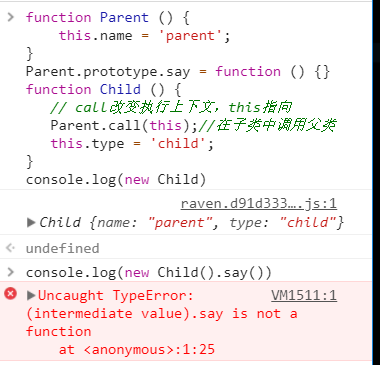 function Parent () {
this.name = 'parent';
}
Parent.prototype.say = function () {}
function Child () {
// call改变执行上下文，this指向
Parent.call(this);//在子类中调用父类
this.type = 'child';
}
console.log(new Child)
raven.d91d333….js:1
Child {name: "parent", type: "child"}
undefined
console.log(new Child().say())
Uncaught TypeError: VM1511:1
(intermediate value).say is not a
function
at <anonymous>:1:25